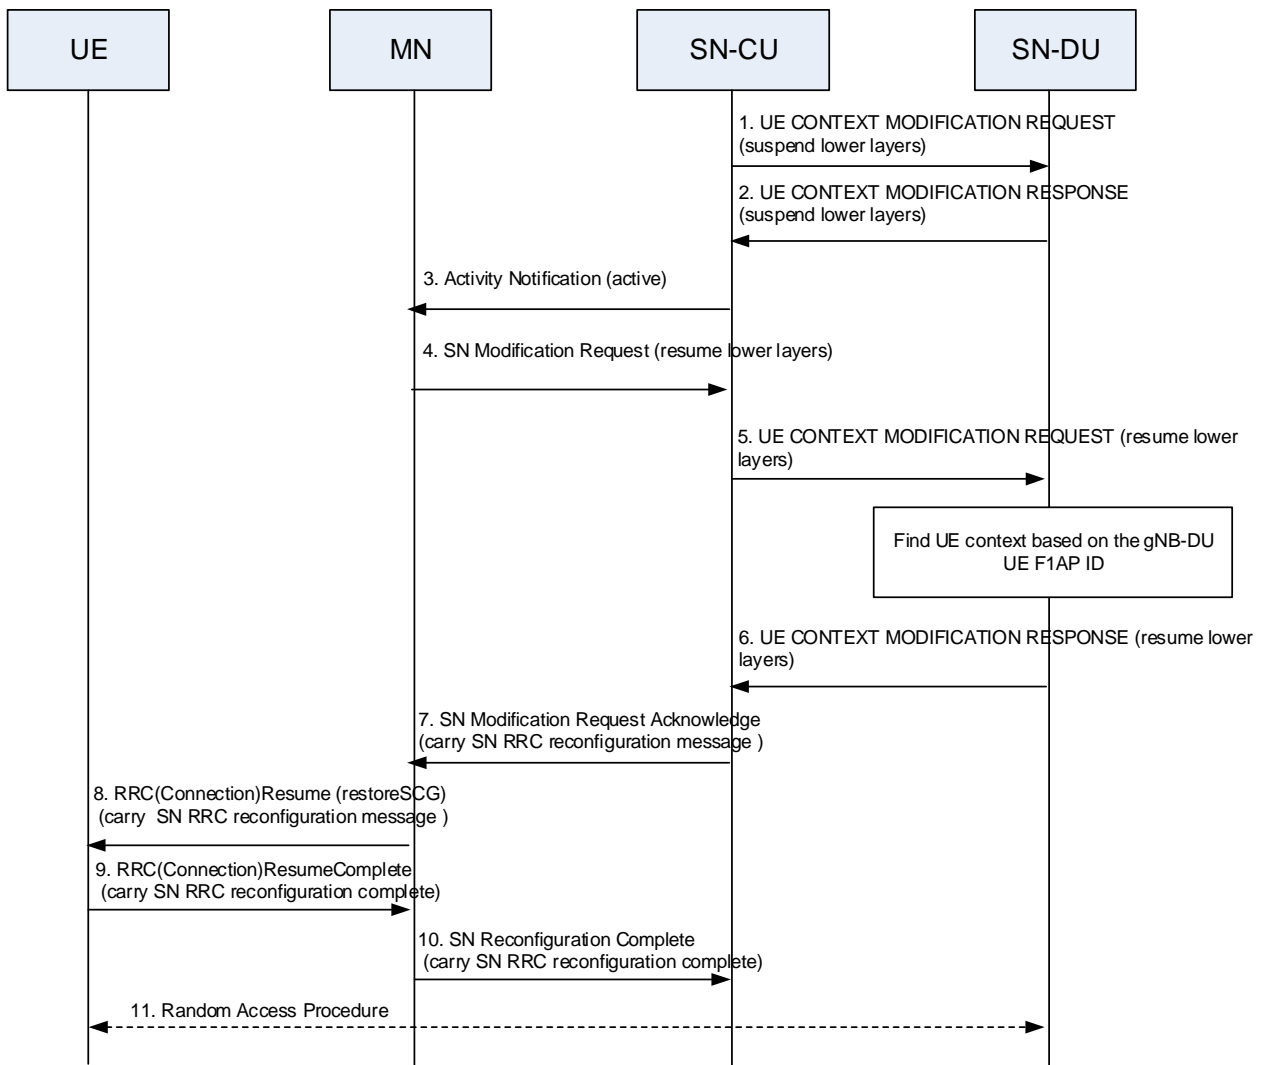 UE
MN
SN-CU
SN-DU
1. UE CONTEXT MODIFICATION REQUEST
(suspend lower layers)
2. UE CONTEXT MODIFICATION RESPONSE
(suspend lower layers)
3. Activity Notification (active)
4. SN Modification Request (resume lower layers)
5. UE CONTEXT MODIFICATION REQUEST (resume lower
layers)
Find UE context based on the gNB-DU
UE F1AP ID
6. UE CONTEXT MODIFICATION RESPONSE (resume lower
layers)
7. SN Modification Request Acknowledge
(carry SN RRC reconfiguration message )
8. RRC(Connection)Resume (restoreSCG)
(carry SN RRC reconfiguration message )
9. RRC(Connection)ResumeComplete
(carry SN RRC reconfiguration complete)
10. SN Reconfiguration Complete
(carry SN RRC reconfiguration complete)
11. Random Access Procedure